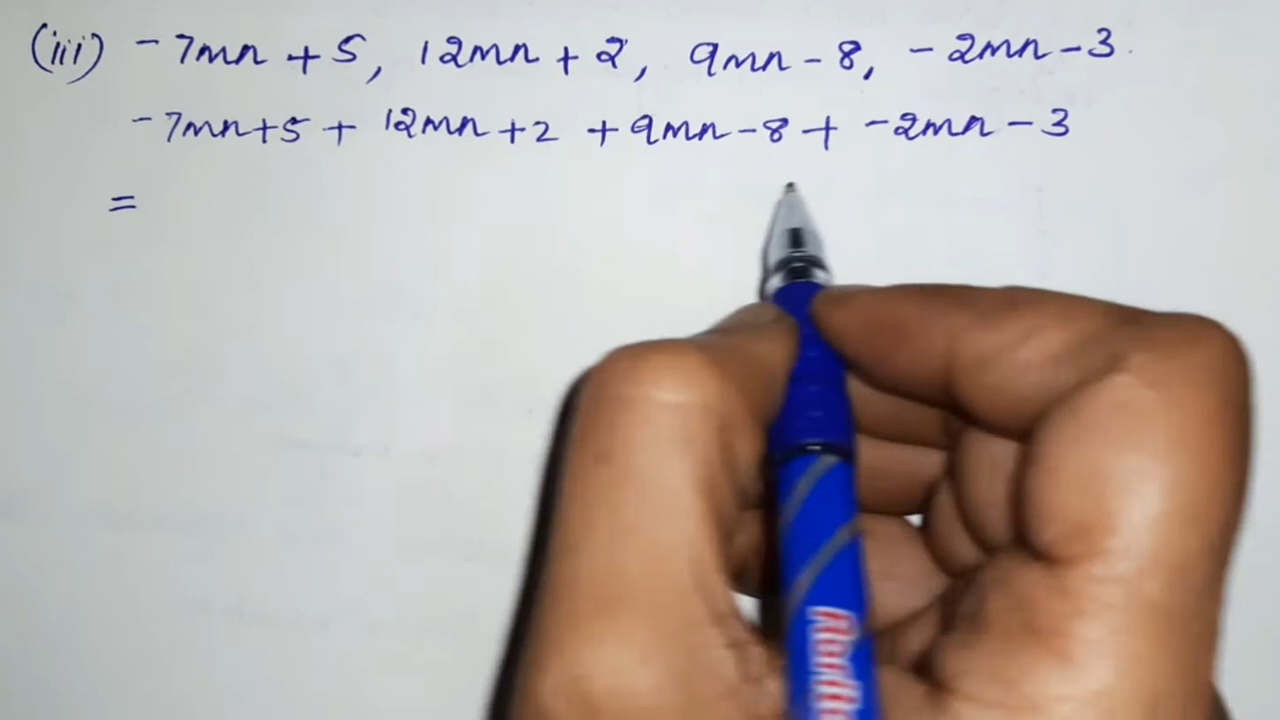 (iii) -7mn + 5, 12mn + 2, 9mn - 8, -2mn - 3.
-7mn+5 + 12mn+2 + 9mn-8 + -2mn-3
=